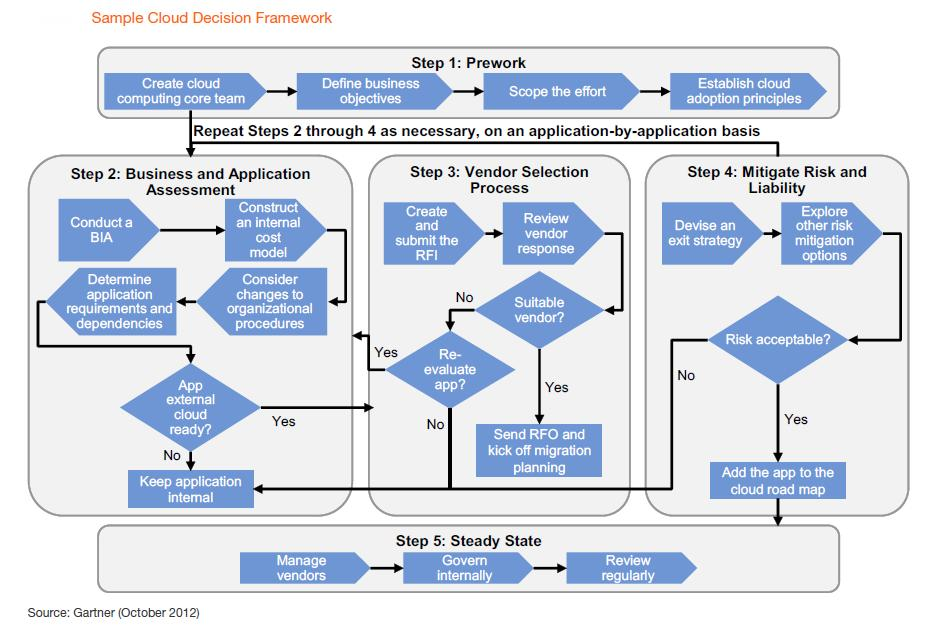 Sample Cloud Decision Framework
Step 1: Prework
Create cloud
computing core team
Define business
objectives
Scope the effort
Establish cloud
adoption principles
Repeat Steps 2 through 4 as necessary, on an application-by-application basis
Step 2: Business and Application
Assessment
Conduct a
BIA
Construct
an internal
cost
model
Consider
changes to
organizational
procedures
Determine
application
requirements and
dependencies
App
external
cloud
ready?
Yes
No
Keep application
internal
Step 3: Vendor Selection
Process
Create
and
submit the
RFI
Review
vendor
response
Suitable
vendor?
No
Yes
Re-
evaluate
app?
Yes
No
Send RFO and
kick off migration
planning
Step 4: Mitigate Risk and
Liability
Devise an
exit strategy
Explore
other risk
mitigation
options
Risk acceptable?
No
Yes
Add the app to the
cloud road map
Step 5: Steady State
Manage
vendors
Govern
internally
Review
regularly
Source: Gartner (October 2012)